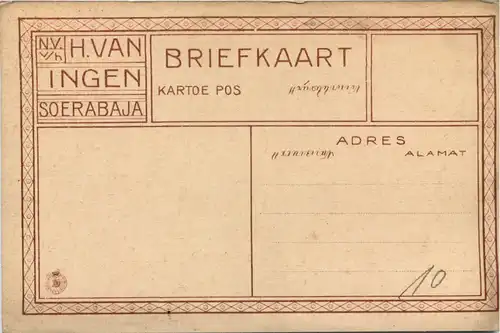 N.V. v/h H. VAN
INGEN
SOERABAJA
BRIEFKAART
KARTOE POS
ADRES
ALAMAT
10